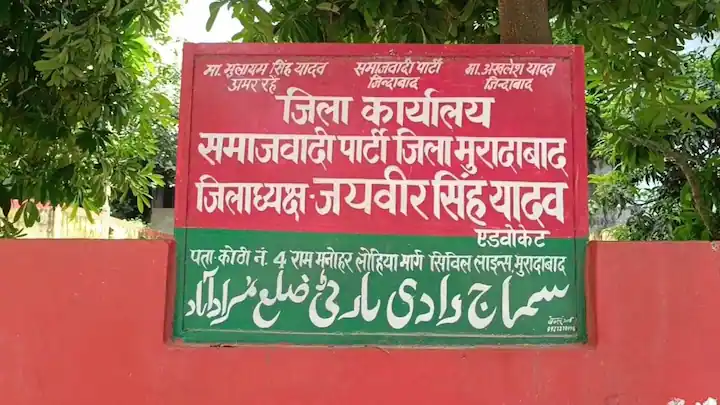 मा. मुलायम सिंह यादव समाजवादी पार्टी मा. अखलेश यादव
अमर रहें जिन्दाबाद जिन्दाबाद
जिला कार्यालय
समाजवादी पार्टी जिला मुरादाबाद
जिलाध्यक्ष-जयवीर सिंह यादव
एडवोकेट
पता-कोठी नं. 4 राम मनोहर लोहिया मार्ग सिविल लाइन्स, मुरादाबाद
سماج وادی پارٹی ضلع مرادآباد